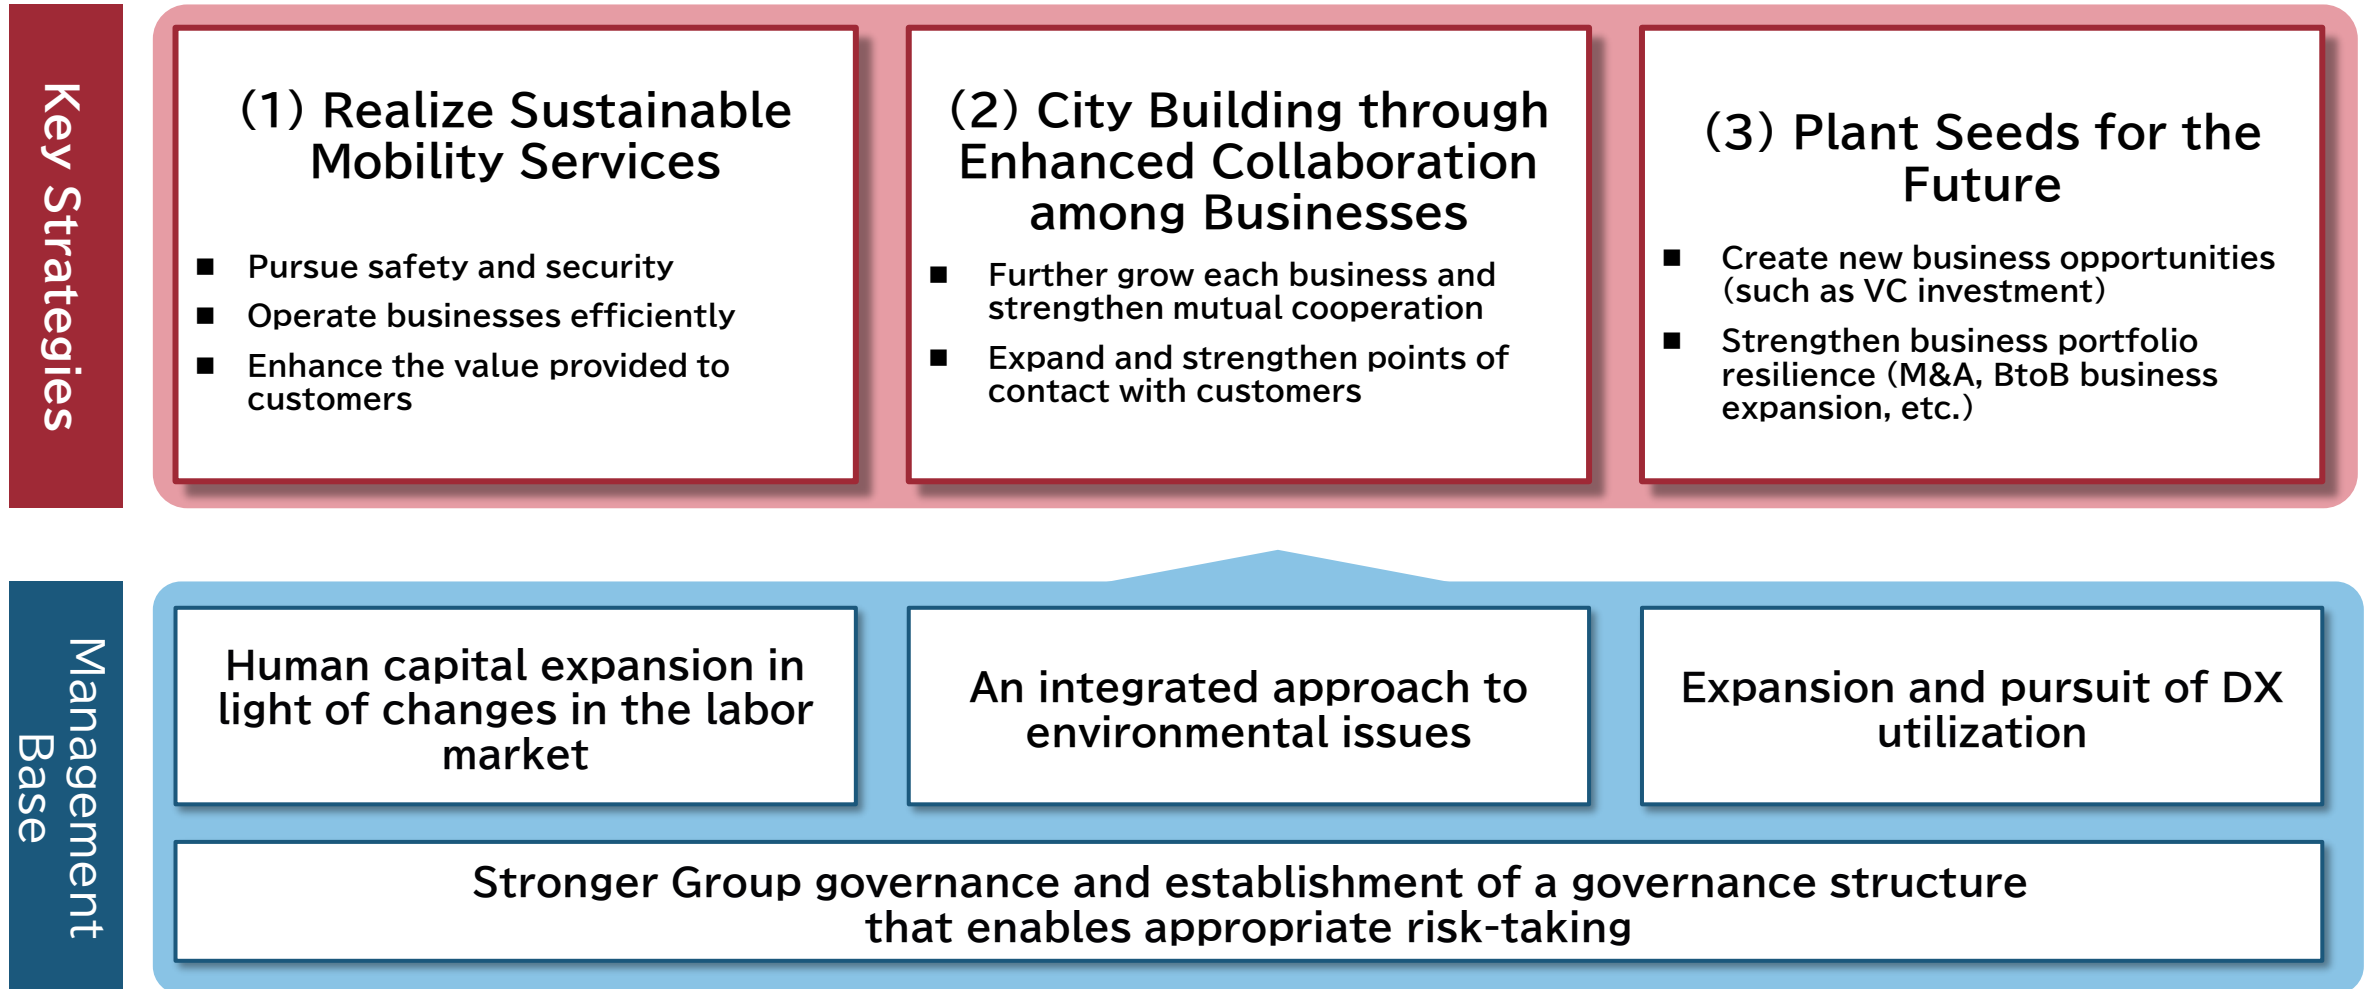 Key Strategies
(1) Realize Sustainable
Mobility Services
■ Pursue safety and security
■ Operate businesses efficiently
■ Enhance the value provided to
customers
(2) City Building through
Enhanced Collaboration
among Businesses
■ Further grow each business and
strengthen mutual cooperation
■ Expand and strengthen points of
contact with customers
(3) Plant Seeds for the
Future
■ Create new business opportunities
(such as VC investment)
■ Strengthen business portfolio
resilience (M&A, BtoB business
expansion, etc.)
Management
Base
Human capital expansion in
light of changes in the labor
market
An integrated approach to
environmental issues
Expansion and pursuit of DX
utilization
Stronger Group governance and establishment of a governance structure
that enables appropriate risk-taking